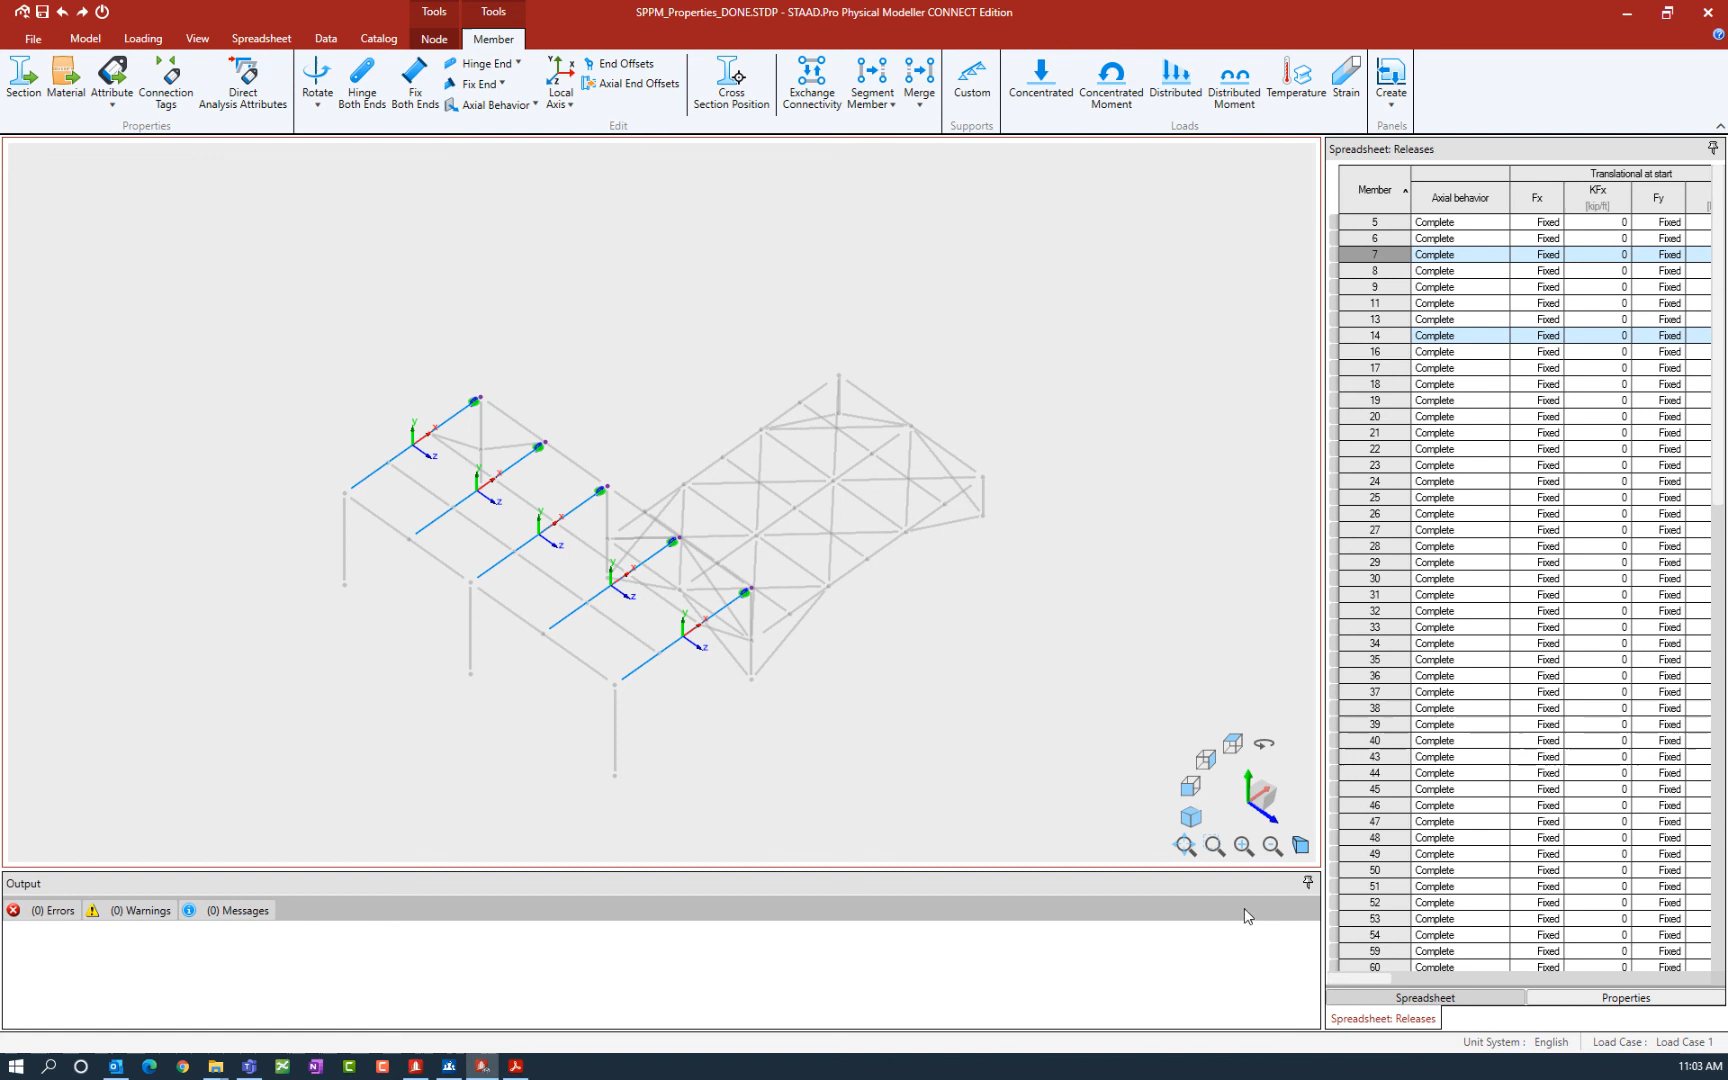 Tools Tools
SPPM_Properties_DONE.STDP - STAAD.Pro Physical Modeller CONNECT Edition
File Model Loading View Spreadsheet Data Catalog Node Member
Section Material Attribute Connection Tags Direct Analysis Attributes
Rotate Hinge Both Ends Fix Both Ends
Hinge End
Fix End
Axial Behavior
Local Axis
End Offsets
Axial End Offsets
Cross Section Position
Exchange Connectivity Segment Member Merge
Custom
Concentrated Concentrated Moment Distributed Distributed Moment Temperature Strain
Create
Properties Edit Supports Loads Panels
Spreadsheet: Releases
Translational at start
Member Axial behavior Fx KFx [kip/ft] Fy
5 Complete Fixed 0 Fixed
6 Complete Fixed 0 Fixed
7 Complete Fixed 0 Fixed
8 Complete Fixed 0 Fixed
9 Complete Fixed 0 Fixed
11 Complete Fixed 0 Fixed
13 Complete Fixed 0 Fixed
14 Complete Fixed 0 Fixed
16 Complete Fixed 0 Fixed
17 Complete Fixed 0 Fixed
18 Complete Fixed 0 Fixed
19 Complete Fixed 0 Fixed
20 Complete Fixed 0 Fixed
21 Complete Fixed 0 Fixed
22 Complete Fixed 0 Fixed
23 Complete Fixed 0 Fixed
24 Complete Fixed 0 Fixed
25 Complete Fixed 0 Fixed
26 Complete Fixed 0 Fixed
27 Complete Fixed 0 Fixed
28 Complete Fixed 0 Fixed
29 Complete Fixed 0 Fixed
30 Complete Fixed 0 Fixed
31 Complete Fixed 0 Fixed
32 Complete Fixed 0 Fixed
33 Complete Fixed 0 Fixed
34 Complete Fixed 0 Fixed
35 Complete Fixed 0 Fixed
36 Complete Fixed 0 Fixed
37 Complete Fixed 0 Fixed
38 Complete Fixed 0 Fixed
39 Complete Fixed 0 Fixed
40 Complete Fixed 0 Fixed
43 Complete Fixed 0 Fixed
44 Complete Fixed 0 Fixed
45 Complete Fixed 0 Fixed
46 Complete Fixed 0 Fixed
47 Complete Fixed 0 Fixed
48 Complete Fixed 0 Fixed
49 Complete Fixed 0 Fixed
50 Complete Fixed 0 Fixed
51 Complete Fixed 0 Fixed
52 Complete Fixed 0 Fixed
53 Complete Fixed 0 Fixed
54 Complete Fixed 0 Fixed
59 Complete Fixed 0 Fixed
60 Complete Fixed 0 Fixed
y x z
y x z
y x z
y x z
y x z
Output
(0) Errors (0) Warnings (0) Messages
Spreadsheet Properties
Spreadsheet: Releases
Unit System : English Load Case : Load Case 1
11:03 AM